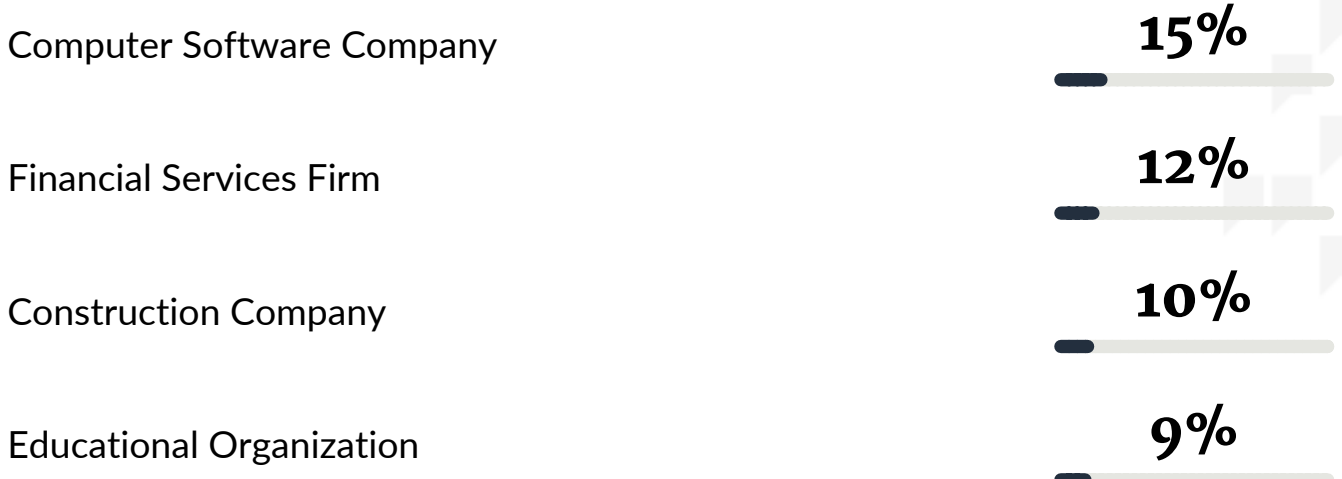 Computer Software Company 15%
Financial Services Firm 12%
Construction Company 10%
Educational Organization 9%